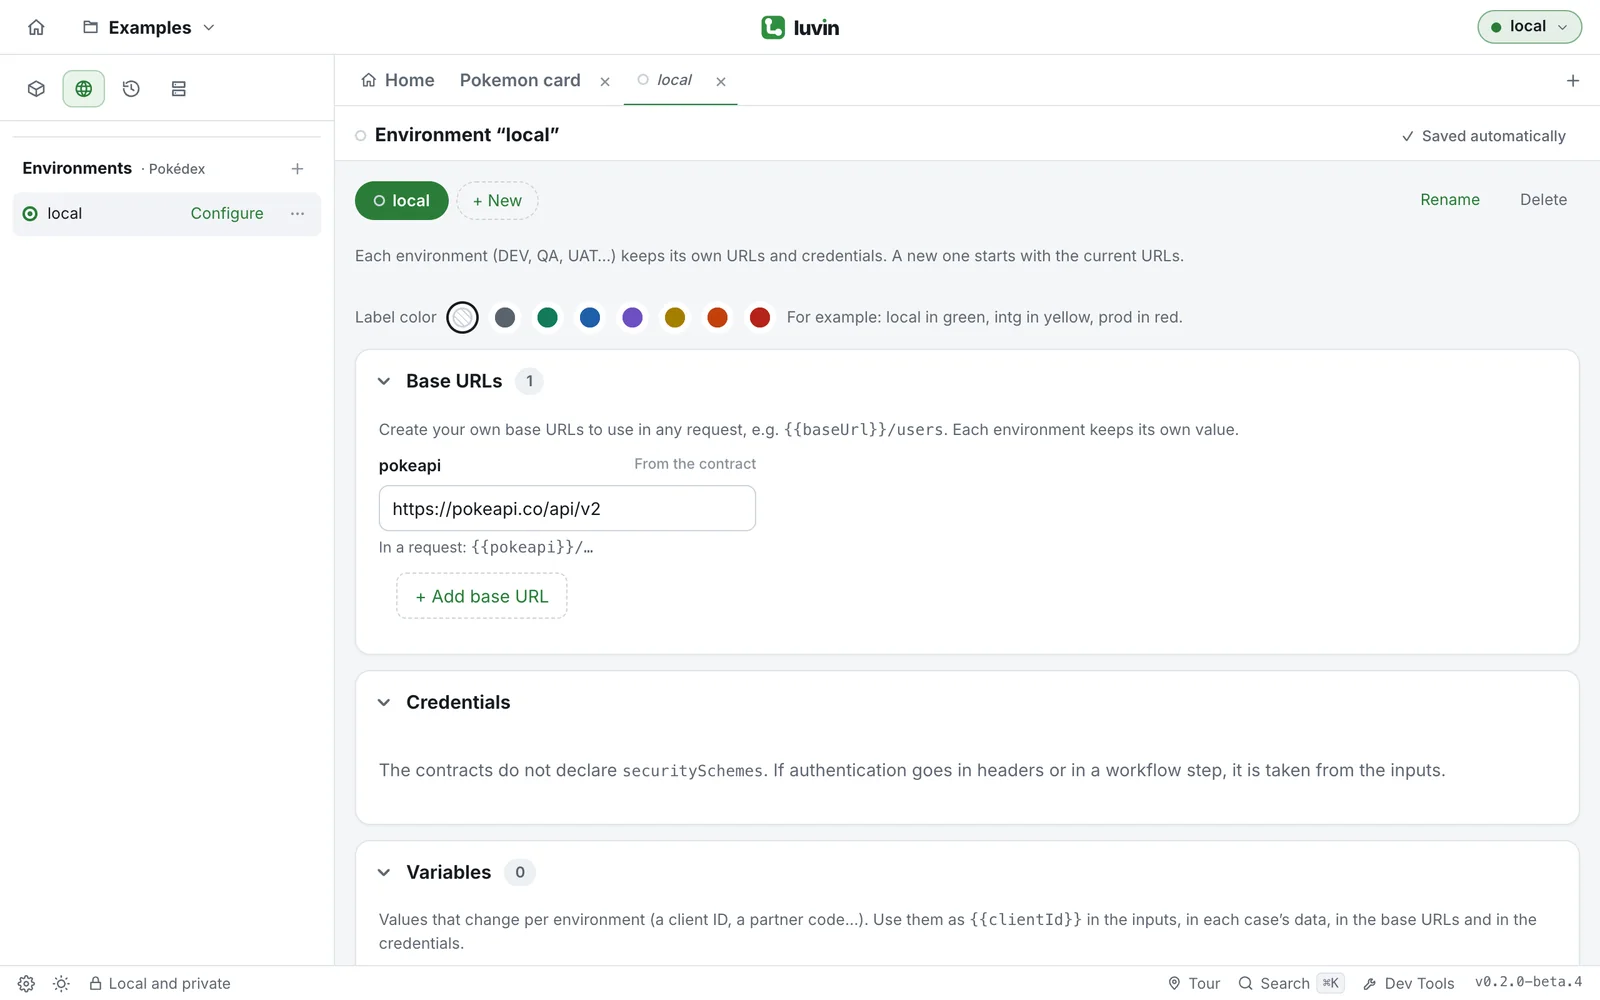 Examples
luvin
local
Home
Pokemon card
local
Environment “local”
Saved automatically
Environments · Pokédex
local
Configure
local
+ New
Rename
Delete
Each environment (DEV, QA, UAT...) keeps its own URLs and credentials. A new one starts with the current URLs.
Label color
For example: local in green, intg in yellow, prod in red.
Base URLs 1
Create your own base URLs to use in any request, e.g. {{baseUrl}}/users. Each environment keeps its own value.
pokeapi
From the contract
https://pokeapi.co/api/v2
In a request: {{pokeapi}}/…
+ Add base URL
Credentials
The contracts do not declare securitySchemes. If authentication goes in headers or in a workflow step, it is taken from the inputs.
Variables 0
Values that change per environment (a client ID, a partner code...). Use them as {{clientId}} in the inputs, in each case’s data, in the base URLs and in the
credentials.
Local and private
Tour
Search ⌘K
Dev Tools
v0.2.0-beta.4